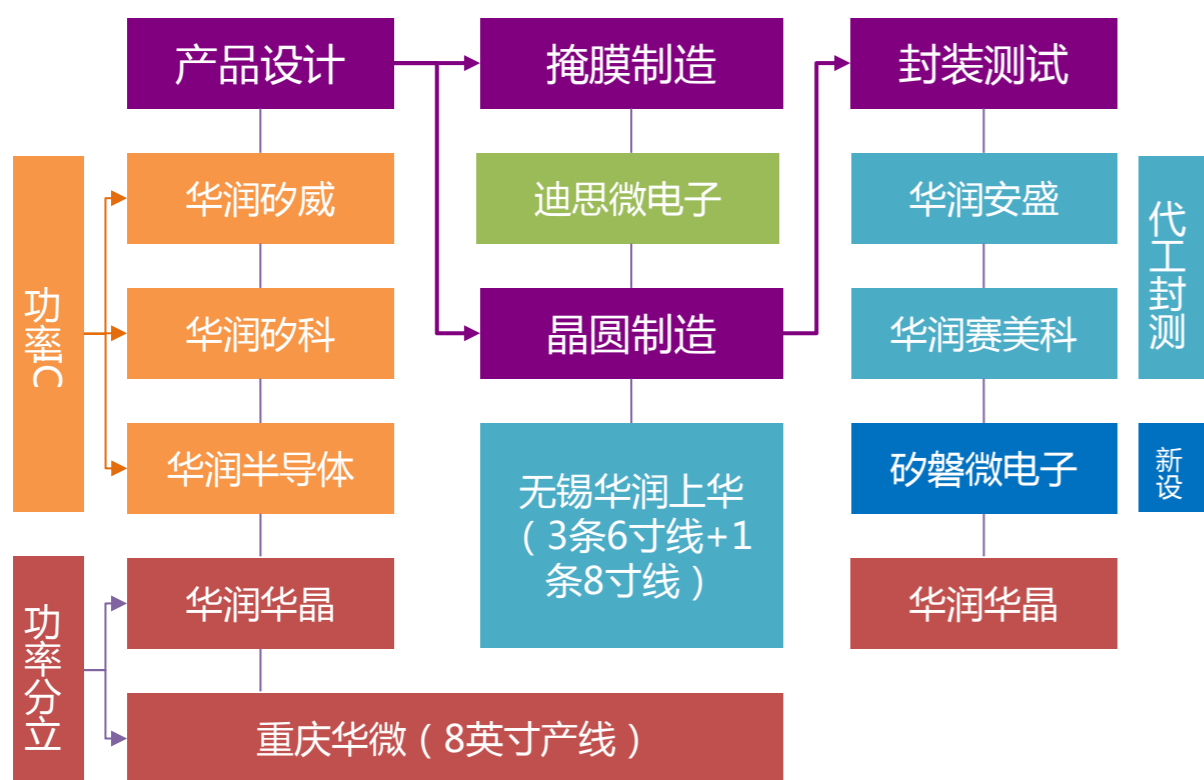 产品设计
掩膜制造
封装测试
功率IC
华润矽威
迪思微电子
华润安盛
代工封测
华润矽科
晶圆制造
华润赛美科
华润半导体
无锡华润上华
（3条6寸线+1
条8寸线）
矽磐微电子
新设
功率分立
华润华晶
华润华晶
重庆华微（8英寸产线）